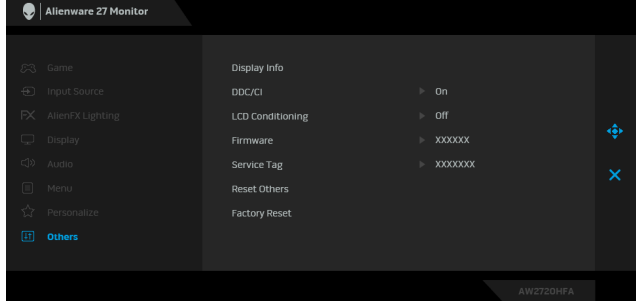 Alienware 27 Monitor
Game
Input Source
AlienFX Lighting
Display
Audio
Menu
Personalize
Others
Display Info
DDC/CI On
LCD Conditioning Off
Firmware XXXXXX
Service Tag XXXXXXX
Reset Others
Factory Reset
AW2720HFA